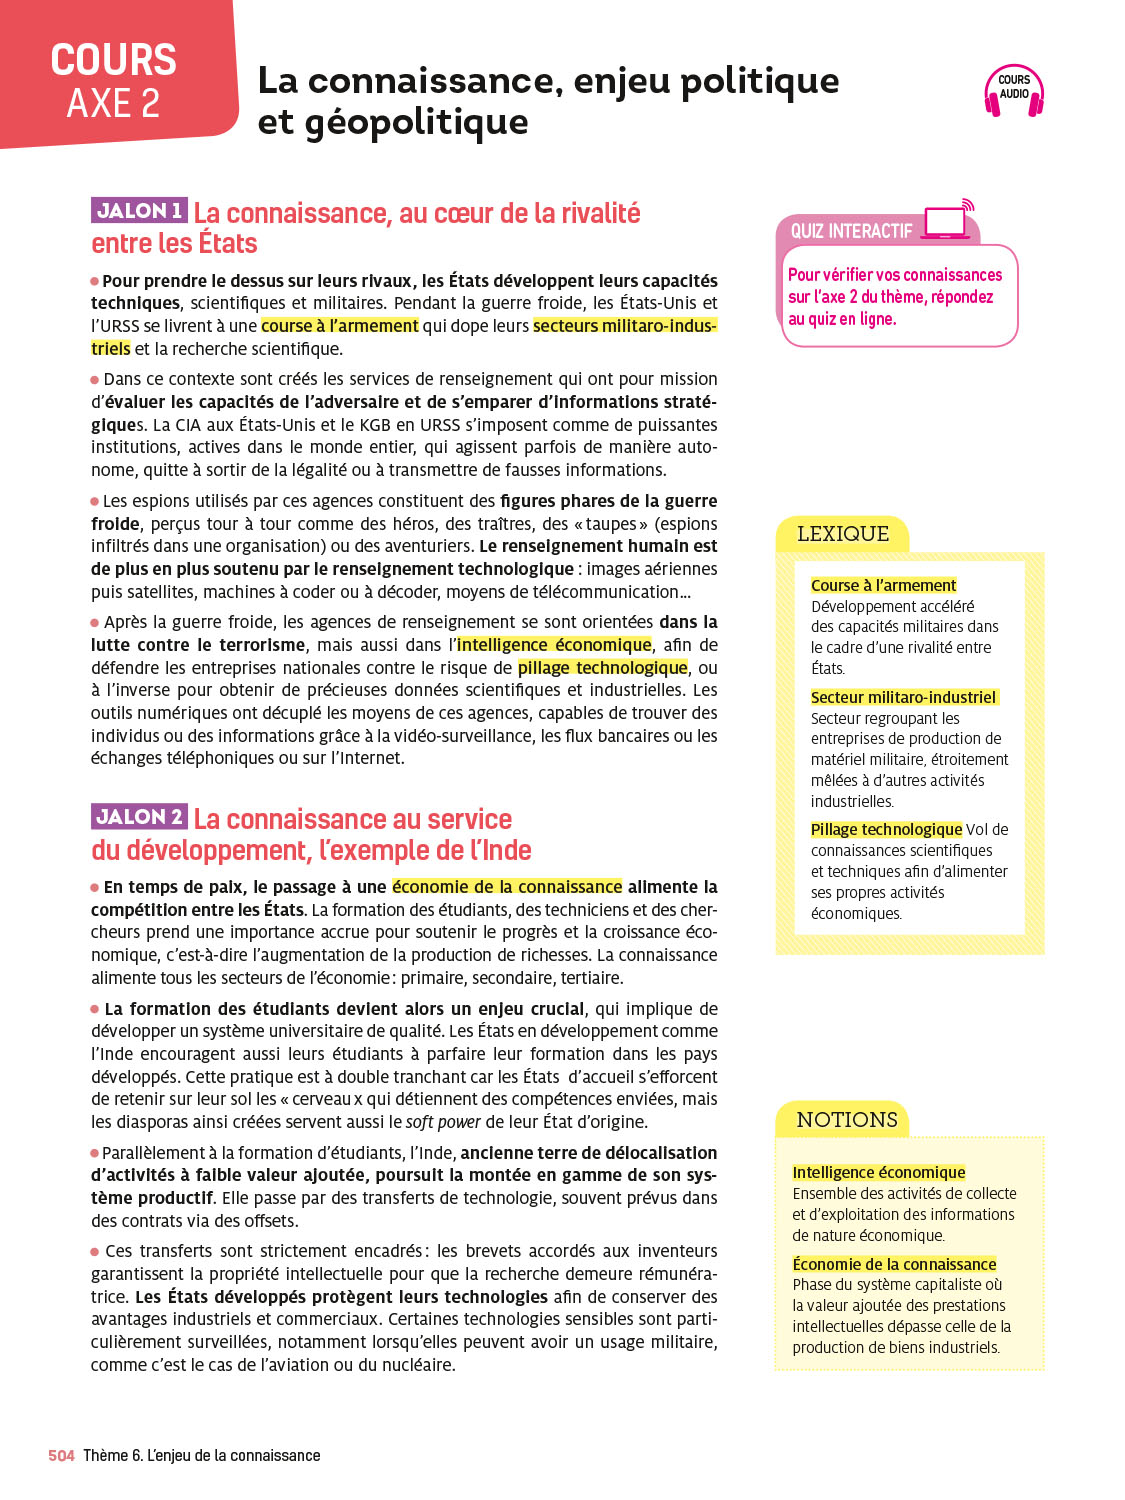 COURS
AXE 2
La connaissance, enjeu politique
et géopolitique
COURS
AUDIO
JALON 1 La connaissance, au cœur de la rivalité
entre les États
• Pour prendre le dessus sur leurs rivaux, les États développent leurs capacités
techniques, scientifiques et militaires. Pendant la guerre froide, les États-Unis et
l'URSS se livrent à une course à l'armement qui dope leurs secteurs militaro-indus-
triels et la recherche scientifique.
• Dans ce contexte sont créés les services de renseignement qui ont pour mission
d'évaluer les capacités de l'adversaire et de s'emparer d'informations straté-
giques. La CIA aux États-Unis et le KGB en URSS s'imposent comme de puissantes
institutions, actives dans le monde entier, qui agissent parfois de manière auto-
nome, quitte à sortir de la légalité ou à transmettre de fausses informations.
• Les espions utilisés par ces agences constituent des figures phares de la guerre
froide, perçus tour à tour comme des héros, des traîtres, des « taupes » (espions
infiltrés dans une organisation) ou des aventuriers. Le renseignement humain est
de plus en plus soutenu par le renseignement technologique : images aériennes
puis satellites, machines à coder ou à décoder, moyens de télécommunication...
• Après la guerre froide, les agences de renseignement se sont orientées dans la
lutte contre le terrorisme, mais aussi dans l'intelligence économique, afin de
défendre les entreprises nationales contre le risque de pillage technologique, ou
à l'inverse pour obtenir de précieuses données scientifiques et industrielles. Les
outils numériques ont décuplé les moyens de ces agences, capables de trouver des
individus ou des informations grâce à la vidéo-surveillance, les flux bancaires ou les
échanges téléphoniques ou sur l'Internet.
JALON 2 La connaissance au service
du développement, l'exemple de l'Inde
• En temps de paix, le passage à une économie de la connaissance alimente la
compétition entre les États. La formation des étudiants, des techniciens et des cher-
cheurs prend une importance accrue pour soutenir le progrès et la croissance éco-
nomique, c'est-à-dire l'augmentation de la production de richesses. La connaissance
alimente tous les secteurs de l'économie : primaire, secondaire, tertiaire.
• La formation des étudiants devient alors un enjeu crucial, qui implique de
développer un système universitaire de qualité. Les États en développement comme
l'Inde encouragent aussi leurs étudiants à parfaire leur formation dans les pays
développés. Cette pratique est à double tranchant car les États d'accueil s'efforcent
de retenir sur leur sol les « cerveau x qui détiennent des compétences enviées, mais
les diasporas ainsi créées servent aussi le soft power de leur État d'origine.
• Parallèlement à la formation d'étudiants, l'Inde, ancienne terre de délocalisation
d'activités à faible valeur ajoutée, poursuit la montée en gamme de son sys-
tème productif. Elle passe par des transferts de technologie, souvent prévus dans
des contrats via des offsets.
• Ces transferts sont strictement encadrés : les brevets accordés aux inventeurs
garantissent la propriété intellectuelle pour que la recherche demeure rémunéra-
trice. Les États développés protègent leurs technologies afin de conserver des
avantages industriels et commerciaux. Certaines technologies sensibles sont parti-
culièrement surveillées, notamment lorsqu'elles peuvent avoir un usage militaire,
comme c'est le cas de l'aviation ou du nucléaire.
QUIZ INTERACTIF
Pour vérifier vos connaissances
sur l'axe 2 du thème, répondez
au quiz en ligne.
LEXIQUE
Course à l'armement
Développement accéléré
des capacités militaires dans
le cadre d'une rivalité entre
États.
Secteur militaro-industriel
Secteur regroupant les
entreprises de production de
matériel militaire, étroitement
mêlées à d'autres activités
industrielles.
Pillage technologique Vol de
connaissances scientifiques
et techniques afin d'alimenter
ses propres activités
économiques.
NOTIONS
Intelligence économique
Ensemble des activités de collecte
et d'exploitation des informations
de nature économique.
Économie de la connaissance
Phase du système capitaliste où
la valeur ajoutée des prestations
intellectuelles dépasse celle de la
production de biens industriels.
504 Thème 6. L'enjeu de la connaissance